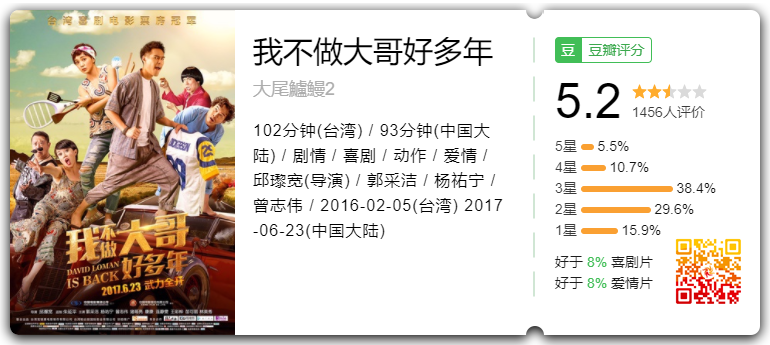 台湾喜剧电影票房冠军
我不做大哥好多年
DAVID LOMAN
IS BACK
2017.6.23 武力全开
我不做大哥好多年
大尾鱸鰻2
102分钟(台湾) / 93分钟(中国大
陆) / 剧情 / 喜剧 / 动作 / 爱情 /
邱瓈宽(导演) / 郭采洁 / 杨祐宁 /
曾志伟 / 2016-02-05(台湾) 2017
-06-23(中国大陆)
豆 豆瓣评分
5.2
1456人评价
5星 5.5%
4星 10.7%
3星 38.4%
2星 29.6%
1星 15.9%
好于 8% 喜剧片
好于 8% 爱情片